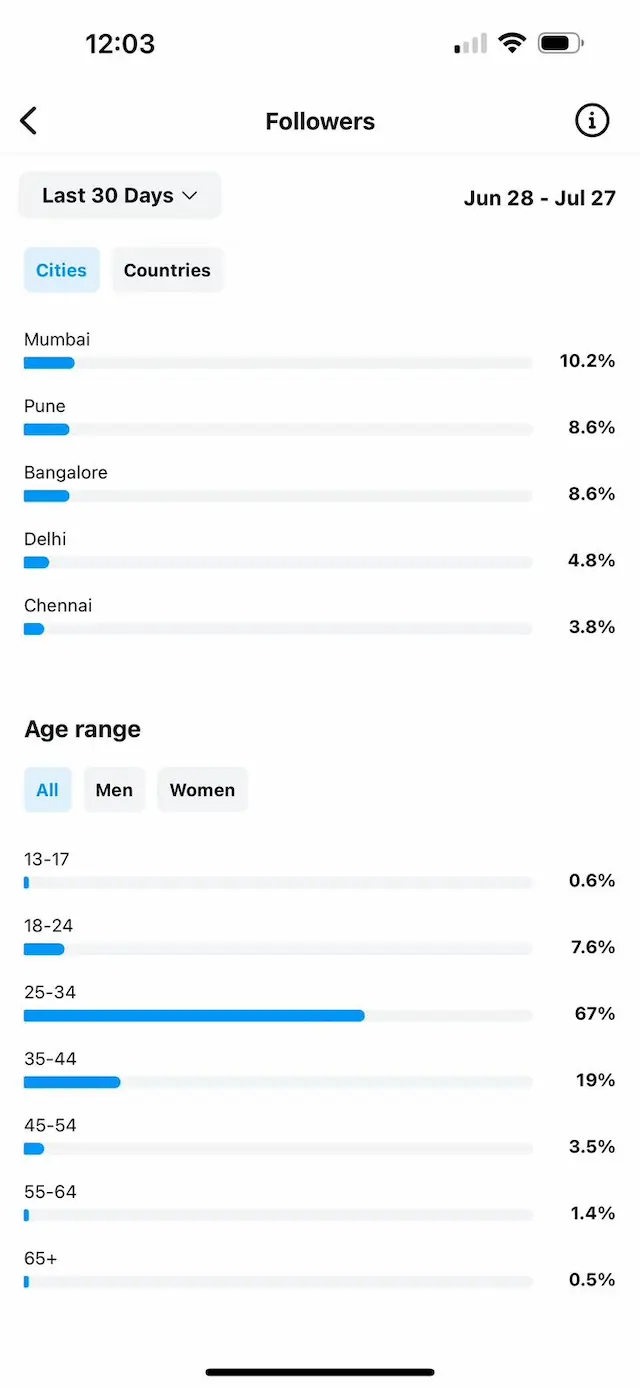 12:03
Followers
Last 30 Days
Jun 28 - Jul 27
Cities Countries
Mumbai
10.2%
Pune
8.6%
Bangalore
8.6%
Delhi
4.8%
Chennai
3.8%
Age range
All Men Women
13-17
0.6%
18-24
7.6%
25-34
67%
35-44
19%
45-54
3.5%
55-64
1.4%
65+
0.5%